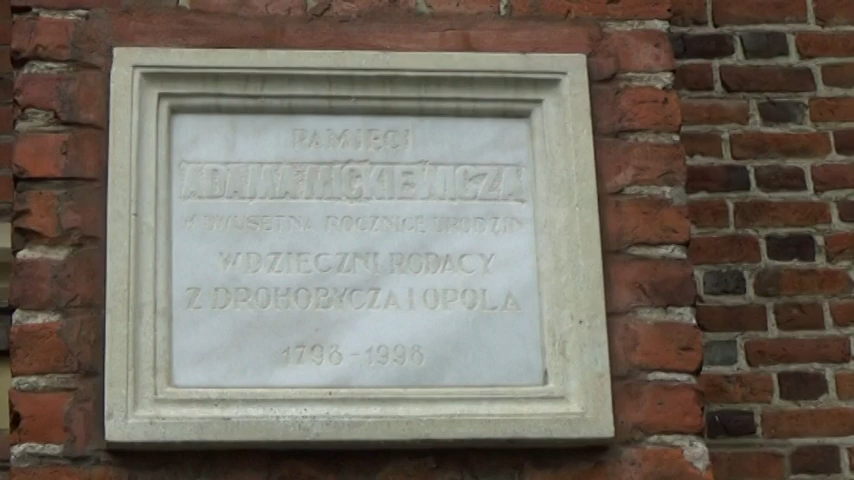 PAMIĘCI
ADAMA MICKIEWICZA
W DWUSETNĄ ROCZNICĘ URODZIN
WDZIĘCZNI RODACY
Z DROHOBYCZA I OPOLA
1798-1998